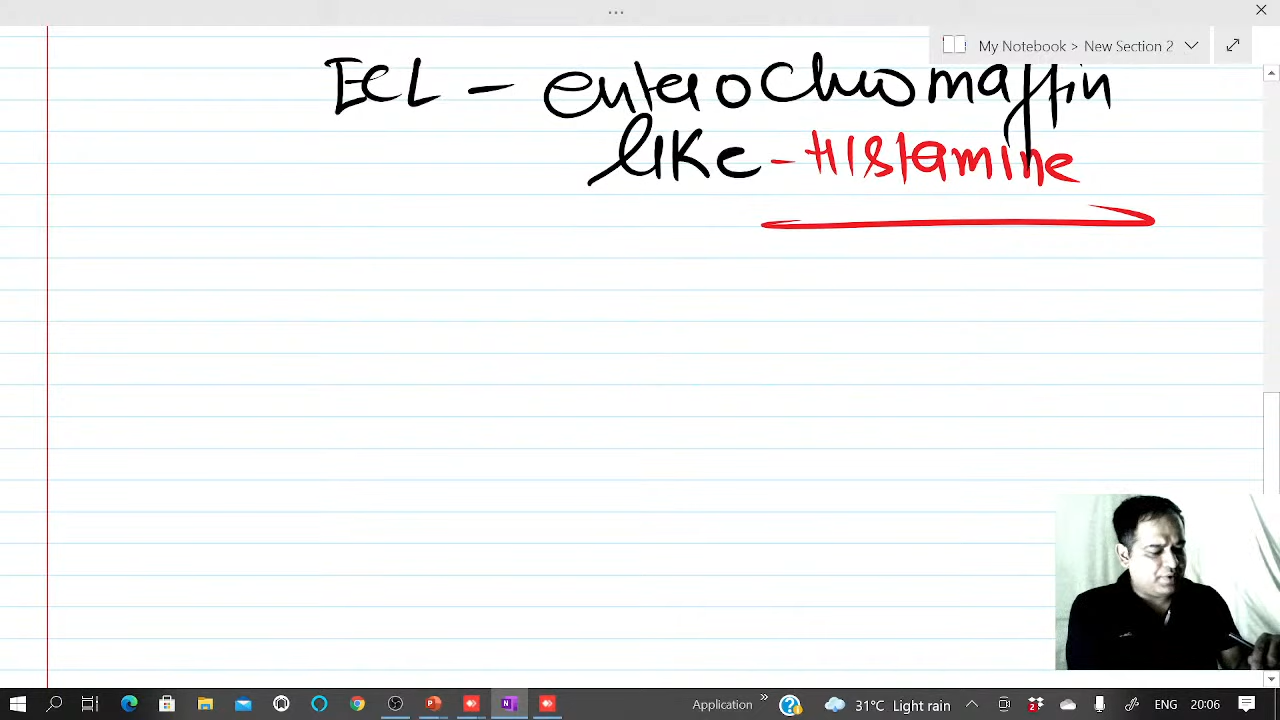 My Notebook > New Section 2
ECL - enterochromaffin
like - Histamine
Application
31°C Light rain
ENG
20:06